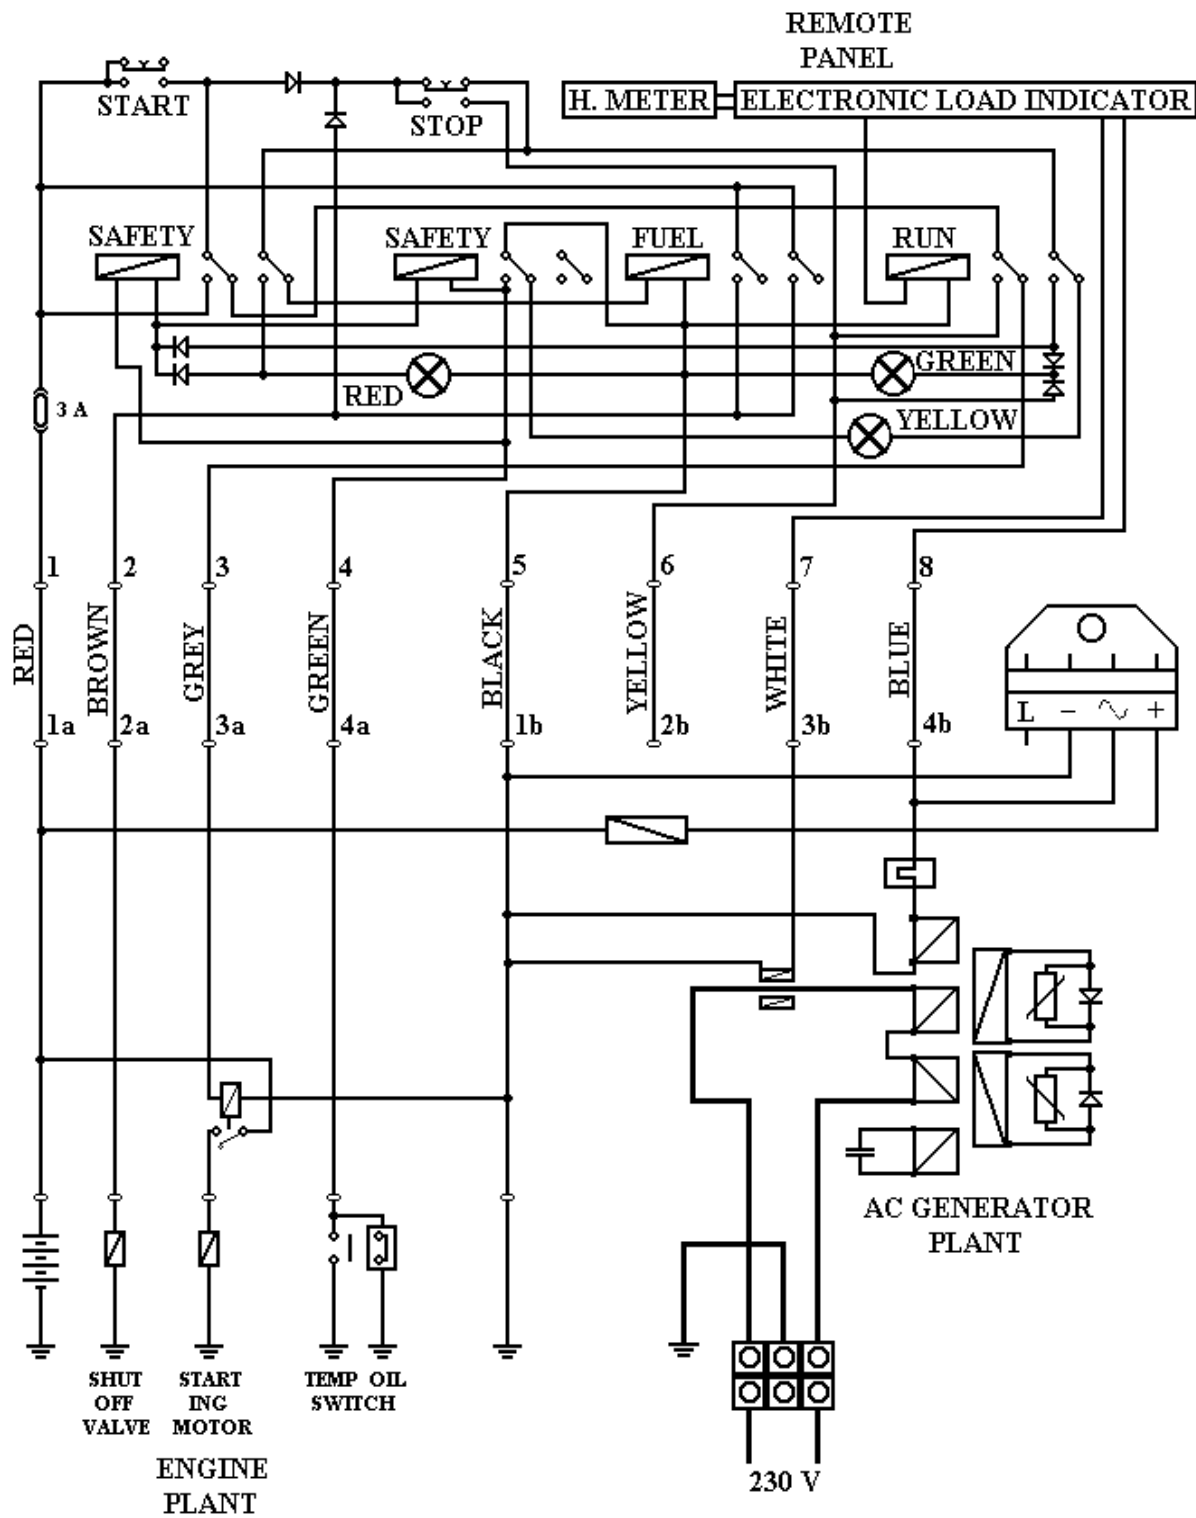 REMOTE
PANEL
START
STOP
H. METER
ELECTRONIC LOAD INDICATOR
SAFETY
SAFETY
FUEL
RUN
RED
GREEN
YELLOW
3 A
1
2
3
4
5
6
7
8
RED
BROWN
GREY
GREEN
BLACK
YELLOW
WHITE
BLUE
L - +
1a
2a
3a
4a
1b
2b
3b
4b
AC GENERATOR
PLANT
SHUT
OFF
VALVE
START
ING
MOTOR
TEMP OIL
SWITCH
ENGINE
PLANT
230 V